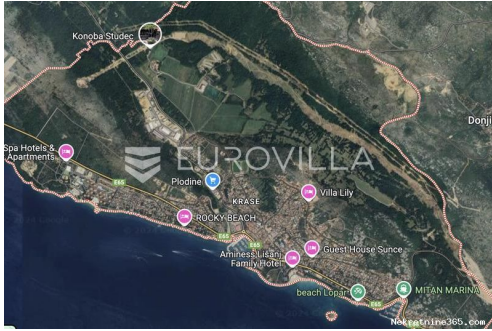 Konoba Studec
Donji
Spa Hotels &
Apartments
EUROVILLA
E65
Plodine
KRASE
Villa Lily
ROCKY BEACH
E65
E65
Guest House Sunce
Aminess Lišanj
Family Hotel
beach Lopar
MITAN MARINA
E65
Nekretnine365.com